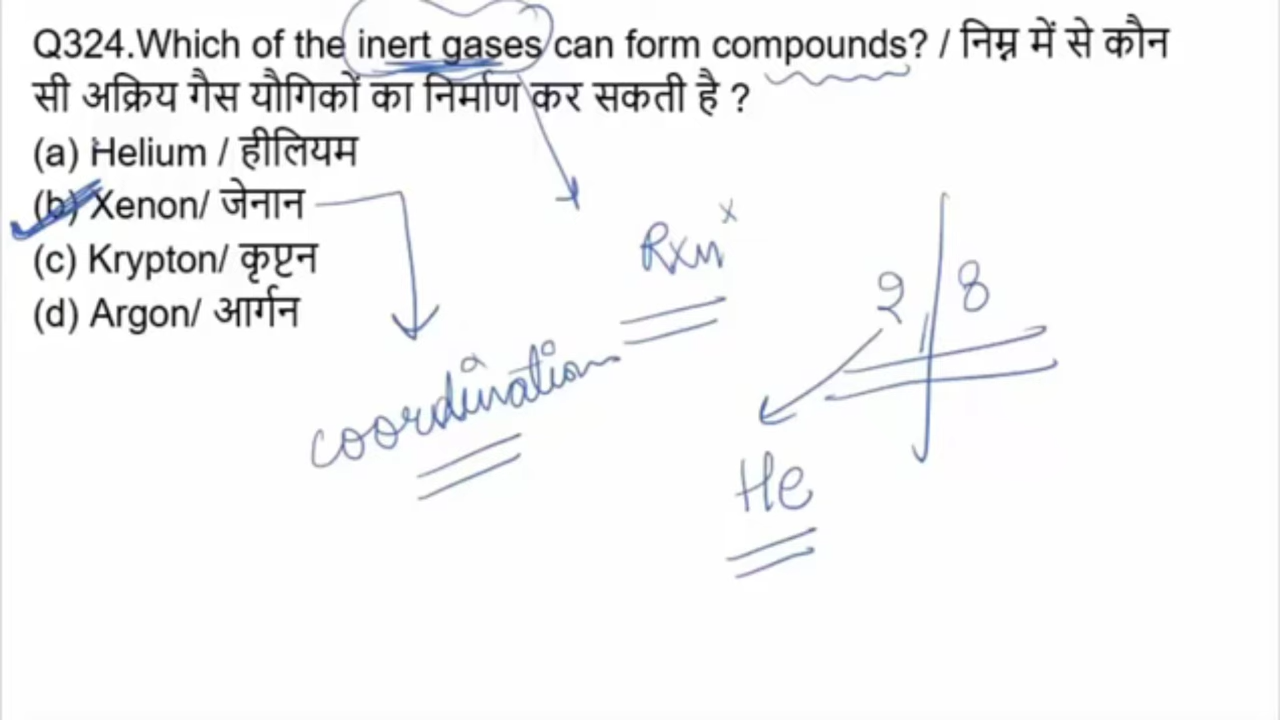 Q324.Which of the inert gases can form compounds? / निम्न में से कौन
सी अक्रिय गैस यौगिकों का निर्माण कर सकती है ?
(a) Helium / हीलियम
(b) Xenon/ जेनान
(c) Krypton/ कृप्टन
(d) Argon/ आर्गन
Rxn x
2 8
coordination
He